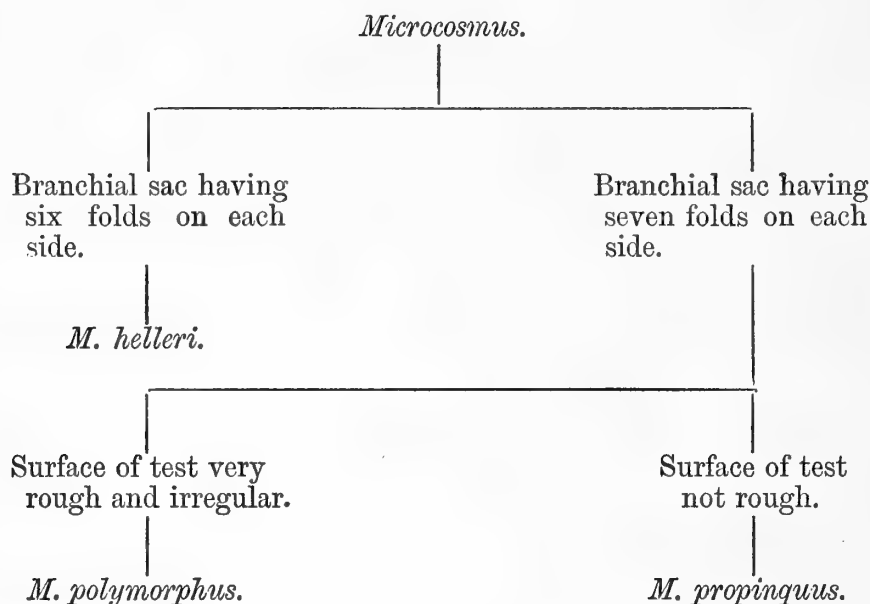 Microcosmus.
Branchial sac having
six folds on each
side.
Branchial sac having
seven folds on each
side.
M. helleri.
Surface of test very
rough and irregular.
Surface of test
not rough.
M. polymorphus.
M. propinquus.